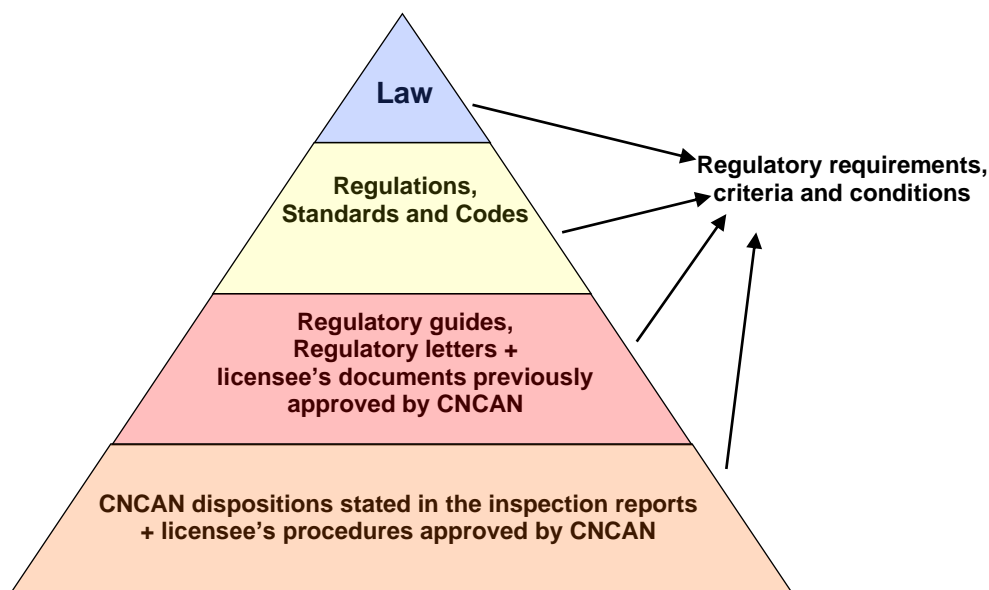 Law
Regulatory requirements,
criteria and conditions
Regulations,
Standards and Codes
Regulatory guides,
Regulatory letters +
licensee's documents previously
approved by CNCAN
CNCAN dispositions stated in the inspection reports
+ licensee's procedures approved by CNCAN